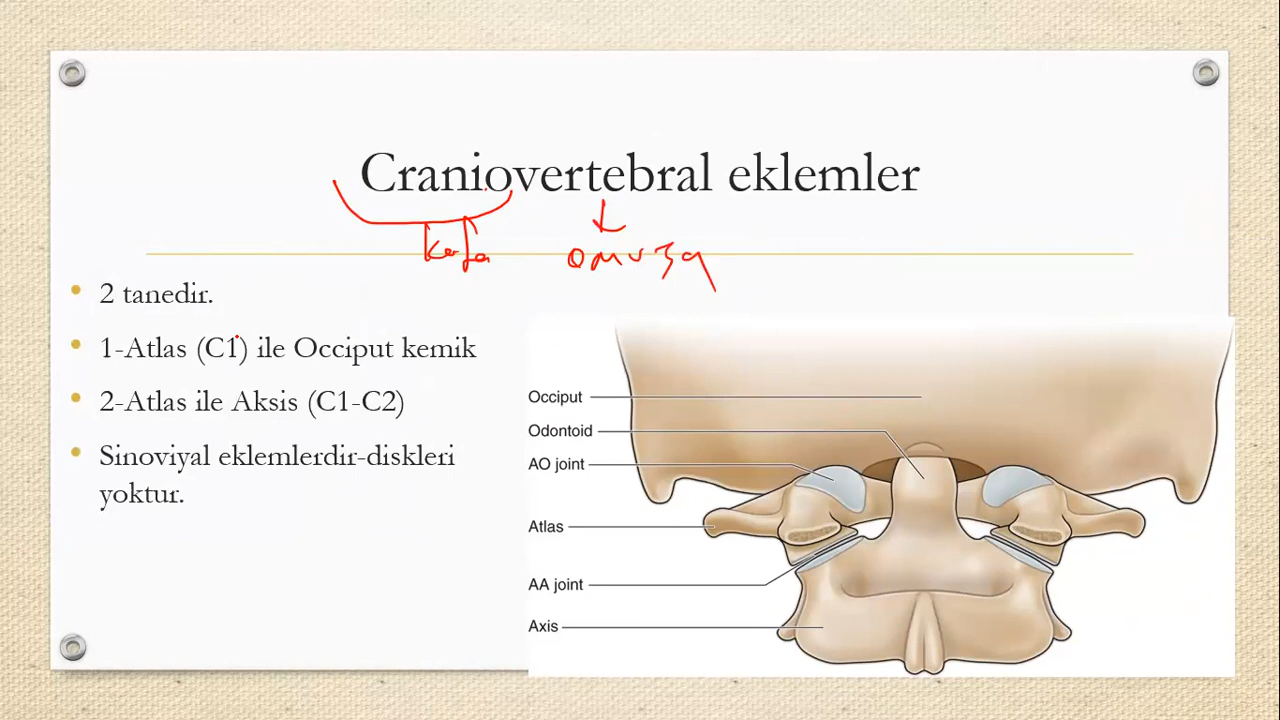 Craniovertebral eklemler
kafa omurga
2 tanedir.
1-Atlas (C1) ile Occiput kemik
2-Atlas ile Aksis (C1-C2)
Sinoviyal eklemlerdir-diskleri
yoktur.
Occiput
Odontoid
AO joint
Atlas
AA joint
Axis